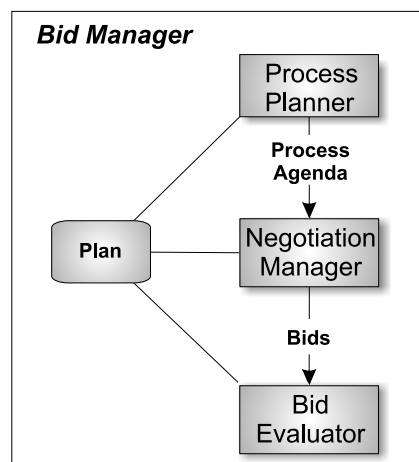 Bid Manager
Process
Planner
Process
Agenda
Plan
Negotiation
Manager
Bids
Bid
Evaluator